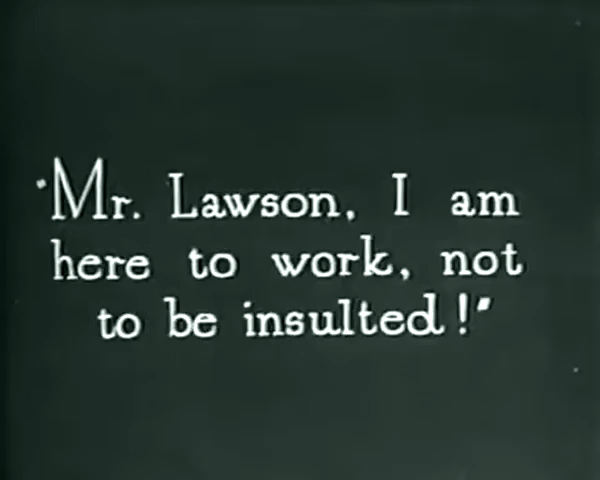 "Mr. Lawson, I am
here to work, not
to be insulted!"